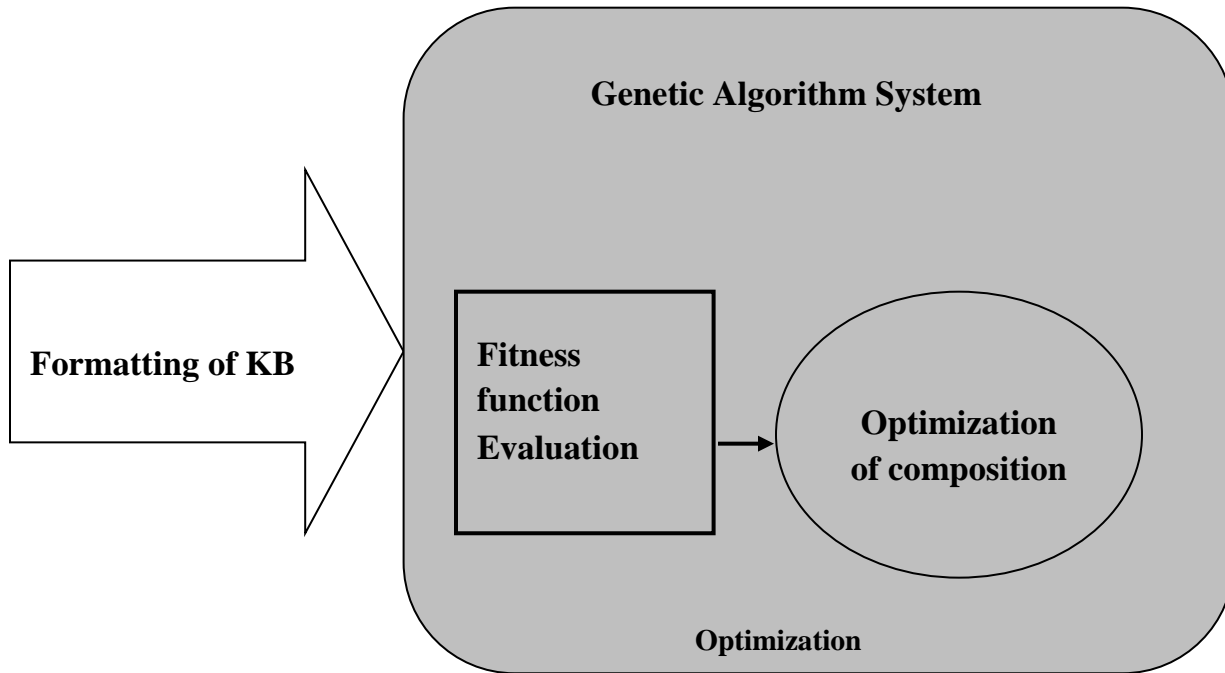 Genetic Algorithm System
Formatting of KB
Fitness
function
Evaluation
Optimization
of composition
Optimization